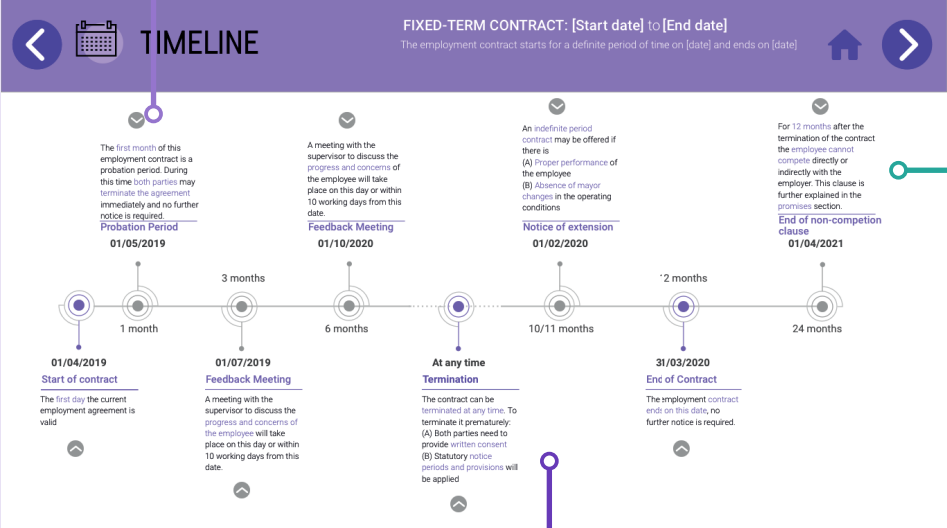 TIMELINE
FIXED-TERM CONTRACT: [Start date] to [End date]
The employment contract starts for a definite period of time on [date] and ends on [date]
The first month of this
employment contract is a
probation period. During
this time both parties may
terminate the agreement
immediately and no further
notice is required.
Probation Period
01/05/2019
A meeting with the
supervisor to discuss the
progress and concerns of
the employee will take
place on this day or within
10 working days from this
date.
Feedback Meeting
01/10/2020
An indefinite period
contract may be offered if
there is
(A) Proper performance of
the employee
(B) Absence of mayor
changes in the operating
conditions
Notice of extension
01/02/2020
For 12 months after the
termination of the contract
the employee cannot
compete directly or
indirectly with the
employer. This clause is
further explained in the
promises section.
End of non-competion
clause
01/04/2021
3 months
2 months
1 month
6 months
10/11 months
24 months
01/04/2019
Start of contract
The first day the current
employment agreement is
valid
01/07/2019
Feedback Meeting
A meeting with the
supervisor to discuss the
progress and concerns of
the employee will take
place on this day or within
10 working days from this
date.
At any time
Termination
The contract can be
terminated at any time. To
terminate it prematurely:
(A) Both parties need to
provide written consent
(B) Statutory notice
periods and provisions will
be applied
31/03/2020
End of Contract
The employment contract
ends on this date, no
further notice is required.